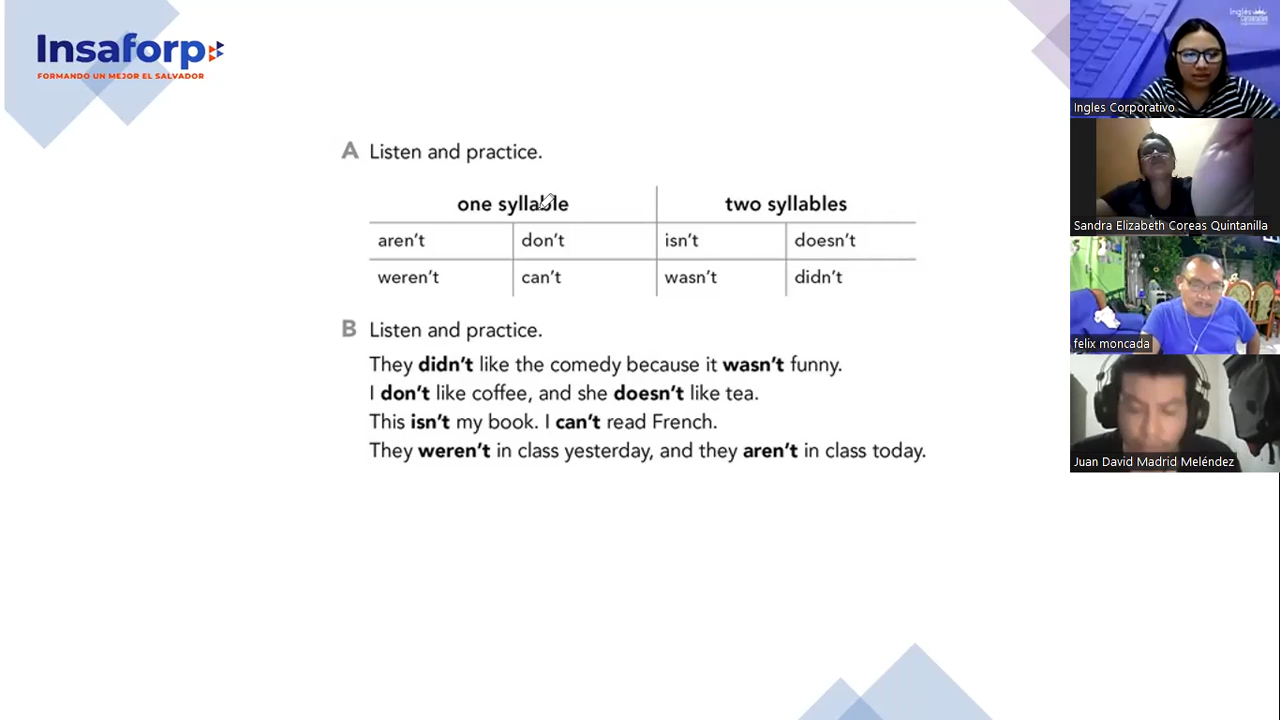 Insaforp
FORMANDO UN MEJOR EL SALVADOR
A Listen and practice.
one syllable two syllables
aren't don't isn't doesn't
weren't can't wasn't didn't
B Listen and practice.
They didn't like the comedy because it wasn't funny.
I don't like coffee, and she doesn't like tea.
This isn't my book. I can't read French.
They weren't in class yesterday, and they aren't in class today.
Inglés
Corporativo
Ingles Corporativo
Sandra Elizabeth Coreas Quintanilla
felix moncada
Juan David Madrid Meléndez